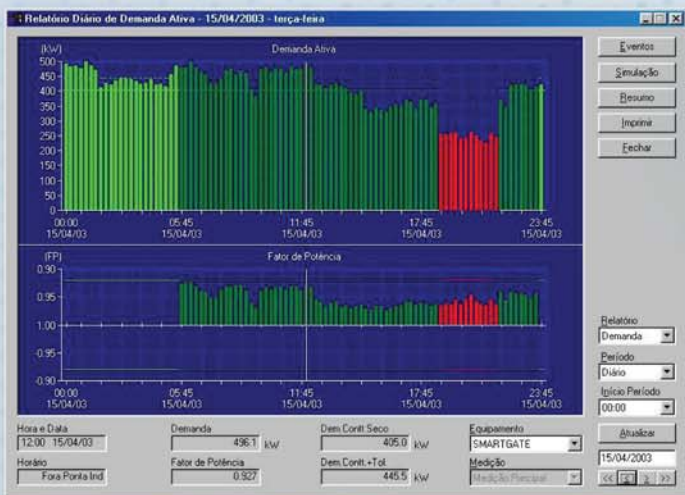 Relatório Diário de Demanda Ativa - 15/04/2003 - terça-feira
(kW)
Demanda Ativa
500
450
400
350
300
250
200
150
100
50
0
00:00 05:45 11:45 17:45 23:45
15/04/03 15/04/03 15/04/03 15/04/03 15/04/03
(FP)
Fator de Potência
0.90
0.95
1.00
-0.95
-0.90
00:00 05:45 11:45 17:45 23:45
15/04/03 15/04/03 15/04/03 15/04/03 15/04/03
Eventos
Simulação
Resumo
Imprimir
Fechar
Relatório
Demanda
Período
Diário
Início Período
00:00
Atualizar
15/04/2003
<< < > >>
Hora e Data Demanda Dem.Contt.Seco Equipamento
12:00 15/04/03 496.1 kW 405.0 kW SMARTGATE
Horário Fator de Potência Dem.Contt.+Tol. Medição
Fora Ponta Ind 0.927 445.5 kW Medição Principal